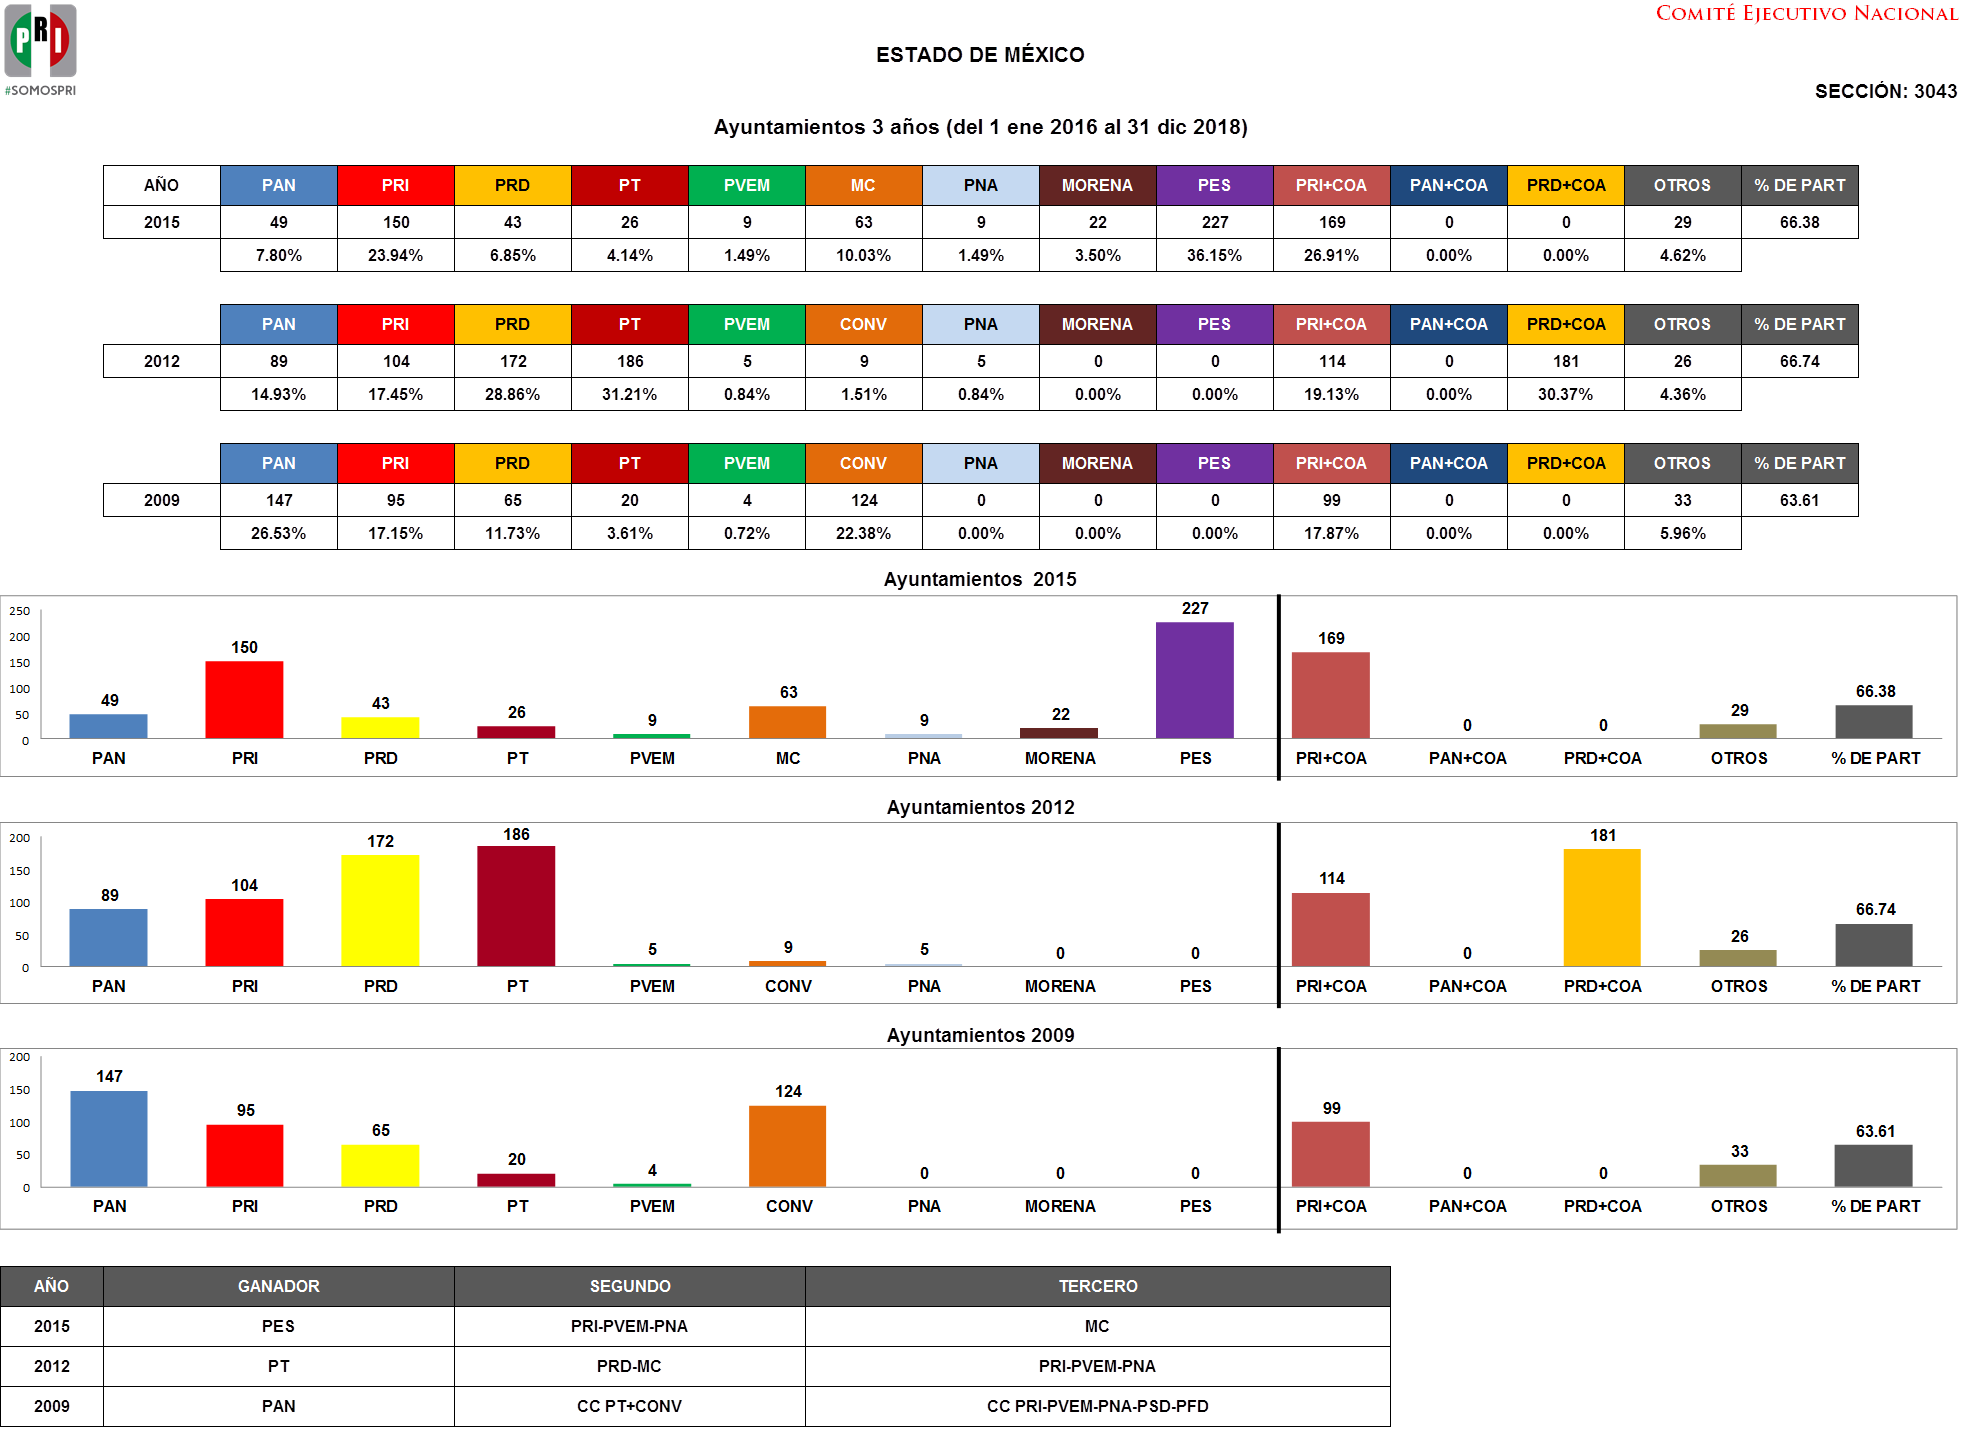 PRI
#SOMOSPRI
COMITÉ EJECUTIVO NACIONAL
ESTADO DE MÉXICO
SECCIÓN: 3043
Ayuntamientos 3 años (del 1 ene 2016 al 31 dic 2018)
AÑO PAN PRI PRD PT PVEM MC PNA MORENA PES PRI+COA PAN+COA PRD+COA OTROS % DE PART
2015 49 150 43 26 9 63 9 22 227 169 0 0 29 66.38
7.80% 23.94% 6.85% 4.14% 1.49% 10.03% 1.49% 3.50% 36.15% 26.91% 0.00% 0.00% 4.62%
PAN PRI PRD PT PVEM CONV PNA MORENA PES PRI+COA PAN+COA PRD+COA OTROS % DE PART
2012 89 104 172 186 5 9 5 0 0 114 0 181 26 66.74
14.93% 17.45% 28.86% 31.21% 0.84% 1.51% 0.84% 0.00% 0.00% 19.13% 0.00% 30.37% 4.36%
PAN PRI PRD PT PVEM CONV PNA MORENA PES PRI+COA PAN+COA PRD+COA OTROS % DE PART
2009 147 95 65 20 4 124 0 0 0 99 0 0 33 63.61
26.53% 17.15% 11.73% 3.61% 0.72% 22.38% 0.00% 0.00% 0.00% 17.87% 0.00% 0.00% 5.96%
Ayuntamientos 2015
250
200
150
100
50
0
49 150 43 26 9 63 9 22 227 169 0 0 29 66.38
PAN PRI PRD PT PVEM MC PNA MORENA PES PRI+COA PAN+COA PRD+COA OTROS % DE PART
Ayuntamientos 2012
200
150
100
50
0
89 104 172 186 5 9 5 0 0 114 0 181 26 66.74
PAN PRI PRD PT PVEM CONV PNA MORENA PES PRI+COA PAN+COA PRD+COA OTROS % DE PART
Ayuntamientos 2009
200
150
100
50
0
147 95 65 20 4 124 0 0 0 99 0 0 33 63.61
PAN PRI PRD PT PVEM CONV PNA MORENA PES PRI+COA PAN+COA PRD+COA OTROS % DE PART
AÑO GANADOR SEGUNDO TERCERO
2015 PES PRI-PVEM-PNA MC
2012 PT PRD-MC PRI-PVEM-PNA
2009 PAN CC PT+CONV CC PRI-PVEM-PNA-PSD-PFD